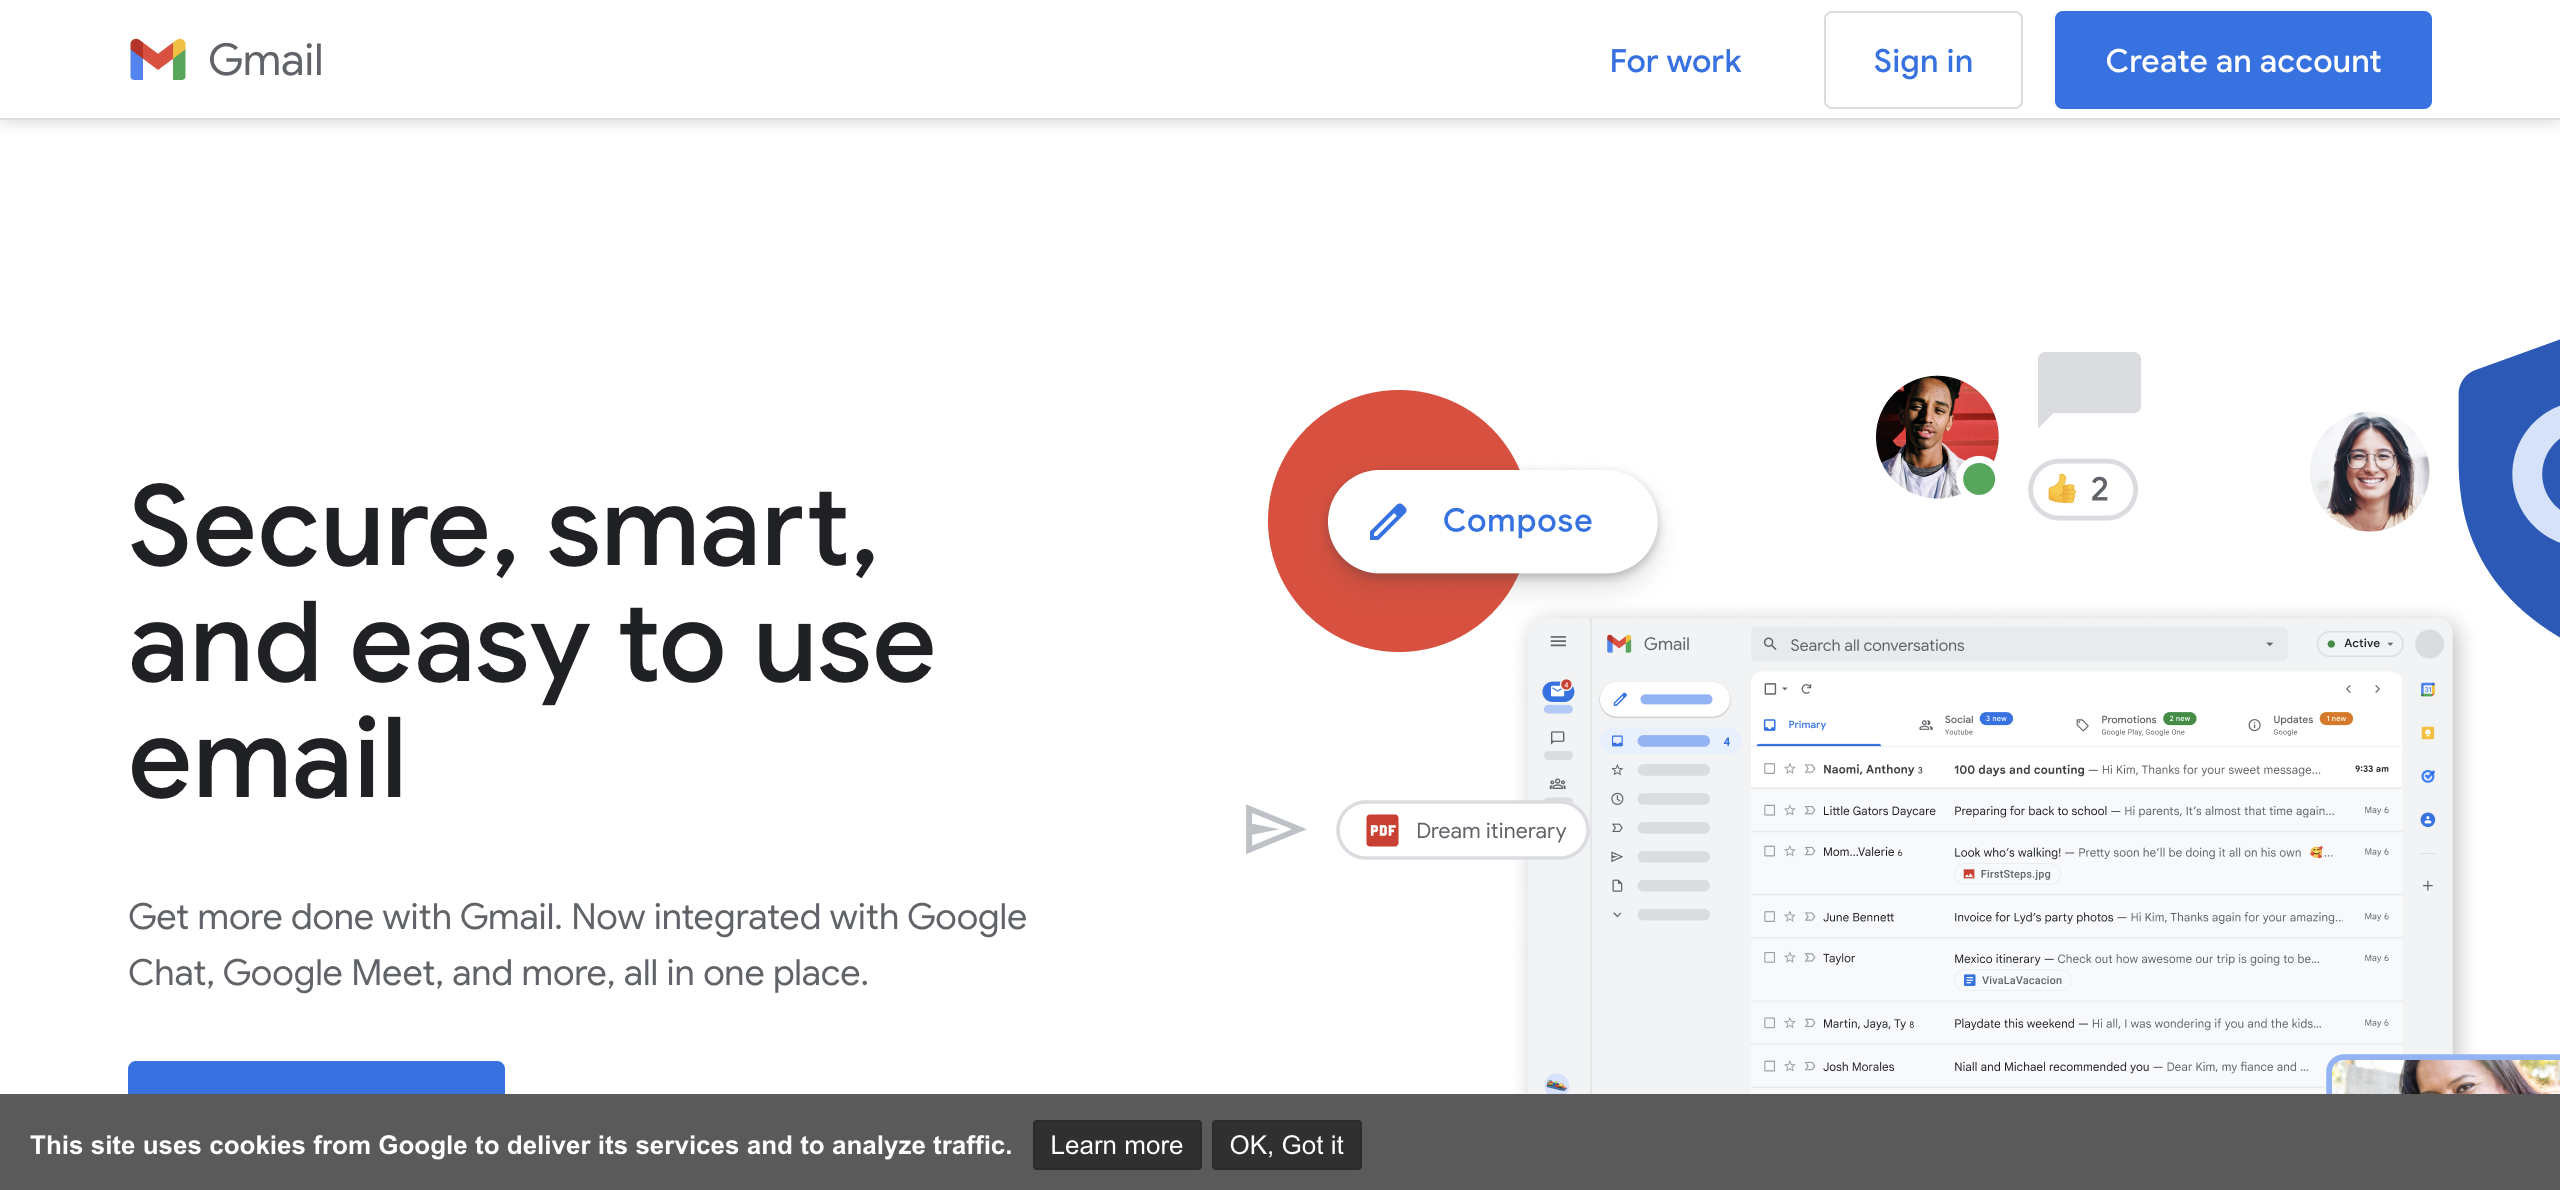 Gmail
For work
Sign in
Create an account
Secure, smart,
and easy to use
email
Get more done with Gmail. Now integrated with Google
Chat, Google Meet, and more, all in one place.
Compose
👍 2
PDF Dream itinerary
Gmail
Search all conversations
Active
4
4
Primary
Social 3 new
Youtube
Promotions 2 new
Google Play, Google One
Updates 1 new
Google
31
Naomi, Anthony 3 100 days and counting — Hi Kim, Thanks for your sweet message... 9:33 am
Little Gators Daycare Preparing for back to school — Hi parents, It's almost that time again... May 6
Mom...Valerie 6 Look who's walking! — Pretty soon he'll be doing it all on his own 🥰... May 6
FirstSteps.jpg
June Bennett Invoice for Lyd's party photos — Hi Kim, Thanks again for your amazing... May 6
Taylor Mexico itinerary — Check out how awesome our trip is going to be... May 6
VivaLaVacacion
Martin, Jaya, Ty 8 Playdate this weekend — Hi all, I was wondering if you and the kids... May 6
Josh Morales Niall and Michael recommended you — Dear Kim, my fiance and ...
This site uses cookies from Google to deliver its services and to analyze traffic. Learn more OK, Got it